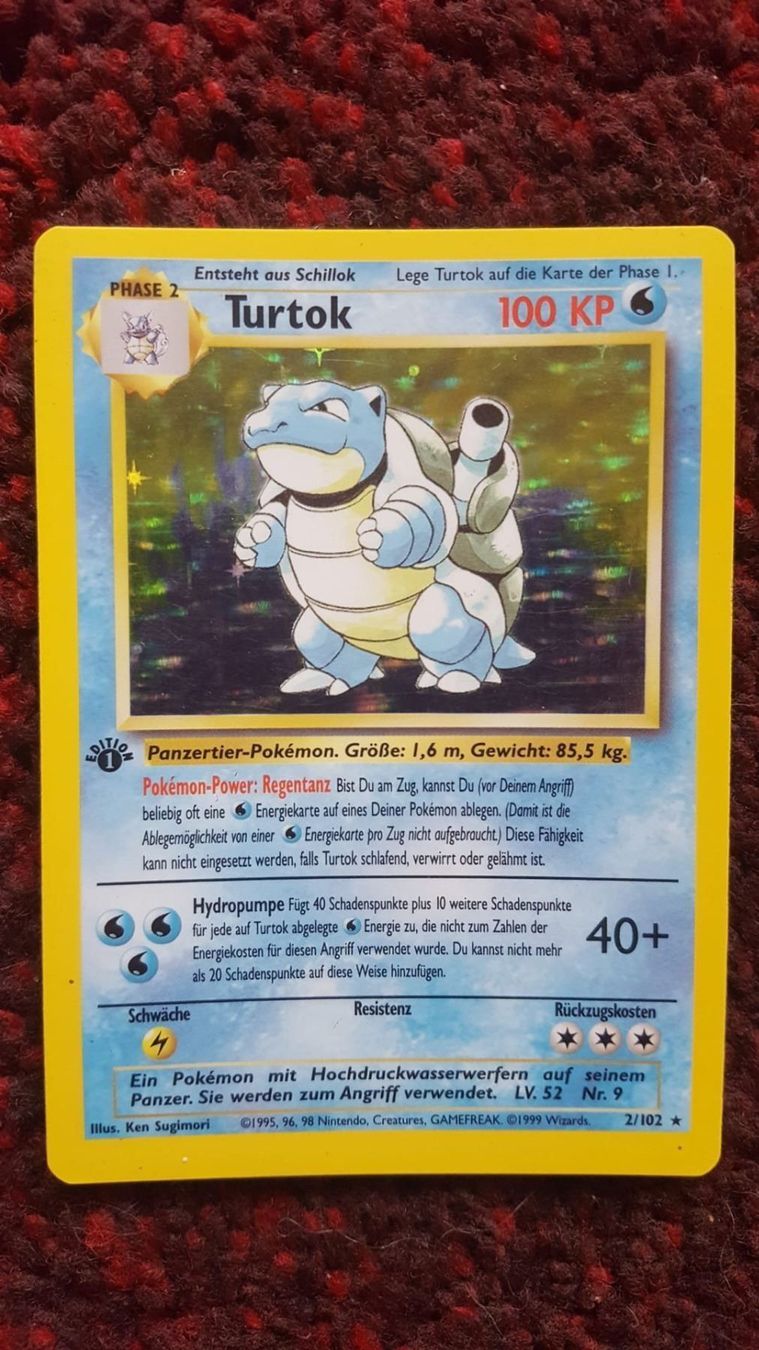 Entsteht aus Schillok
Lege Turtok auf die Karte der Phase 1.
PHASE 2
Turtok
100 KP
EDITION
1
Panzertier-Pokémon. Größe: 1,6 m, Gewicht: 85,5 kg.
Pokémon-Power: Regentanz Bist Du am Zug, kannst Du (vor Deinem Angriff)
beliebig oft eine Energiekarte auf eines Deiner Pokémon ablegen. (Damit ist die
Ablegemöglichkeit von einer Energiekarte pro Zug nicht aufgebraucht.) Diese Fähigkeit
kann nicht eingesetzt werden, falls Turtok schlafend, verwirrt oder gelähmt ist.
Hydropumpe Fügt 40 Schadenspunkte plus 10 weitere Schadenspunkte
für jede auf Turtok abgelegte Energie zu, die nicht zum Zahlen der
Energiekosten für diesen Angriff verwendet wurde. Du kannst nicht mehr
als 20 Schadenspunkte auf diese Weise hinzufügen.
40+
Schwäche
Resistenz
Rückzugskosten
Ein Pokémon mit Hochdruckwasserwerfern auf seinem
Panzer. Sie werden zum Angriff verwendet. LV. 52 Nr. 9
Illus. Ken Sugimori
©1995, 96, 98 Nintendo, Creatures, GAMEFREAK. ©1999 Wizards.
2/102 ★